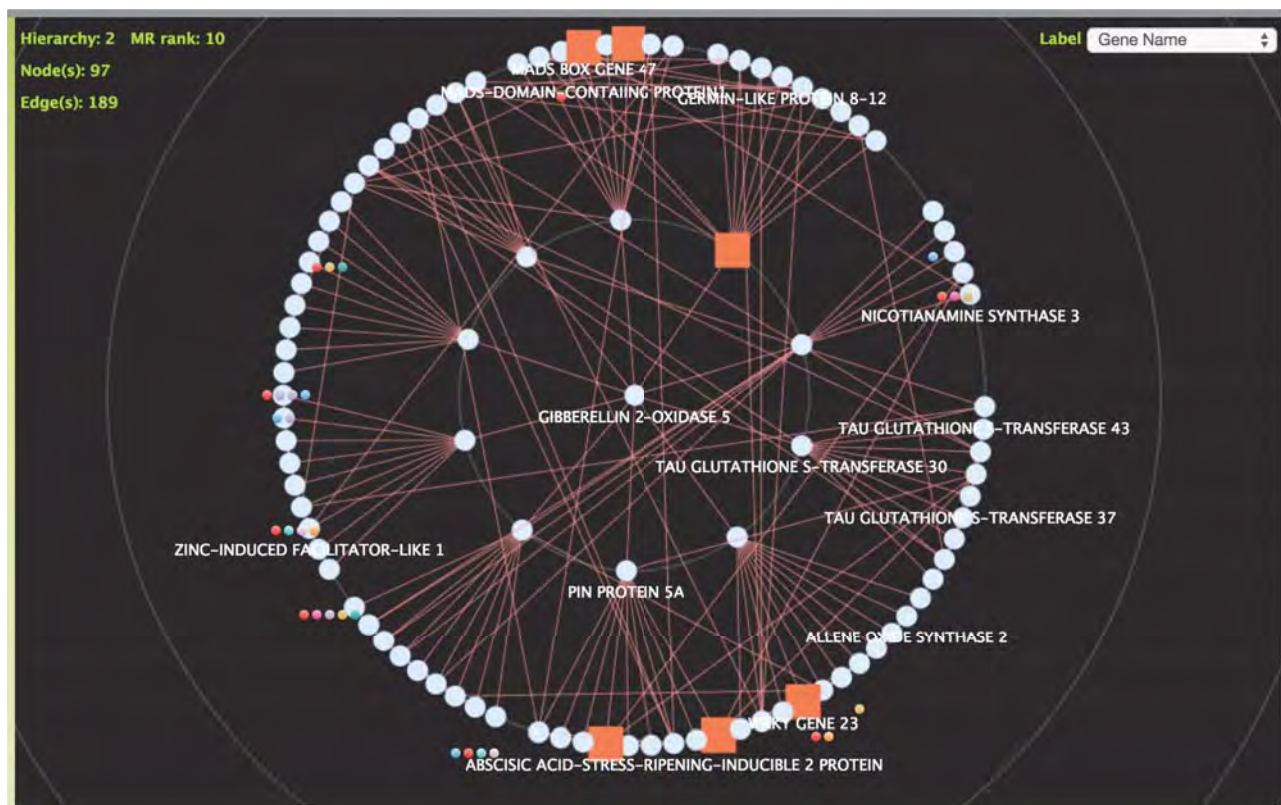 Hierarchy: 2 MR rank: 10
Label Gene Name
Node(s): 97
Edge(s): 189
MADS BOX GENE 47
MADS-DOMAIN-CONTAIING PROTEIN1
GERMIN-LIKE PROTEIN 8-12
NICOTIANAMINE SYNTHASE 3
GIBBERELLIN 2-OXIDASE 5
TAU GLUTATHIONE S-TRANSFERASE 43
TAU GLUTATHIONE S-TRANSFERASE 30
TAU GLUTATHIONE S-TRANSFERASE 37
ZINC-INDUCED FACILITATOR-LIKE 1
PIN PROTEIN 5A
ALLENE OXIDE SYNTHASE 2
WRKY GENE 23
ABSCISIC ACID-STRESS-RIPENING-INDUCIBLE 2 PROTEIN